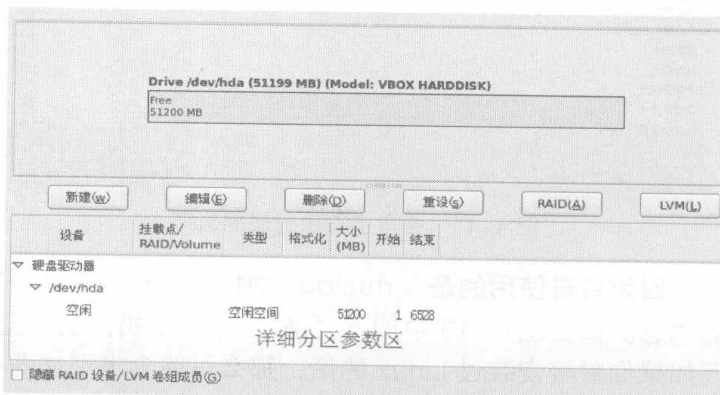 Drive /dev/hda (51199 MB) (Model: VBOX HARDDISK)
Free
51200 MB
新建(w) 编辑(E) 删除(D) 重设(s) RAID(A) LVM(L)
设备 挂载点/RAID/Volume 类型 格式化 大小(MB) 开始 结束
硬盘驱动器
/dev/hda
空闲 空闲空间 51200 1 6528
详细分区参数区
隐藏 RAID 设备/LVM 卷组成员(G)